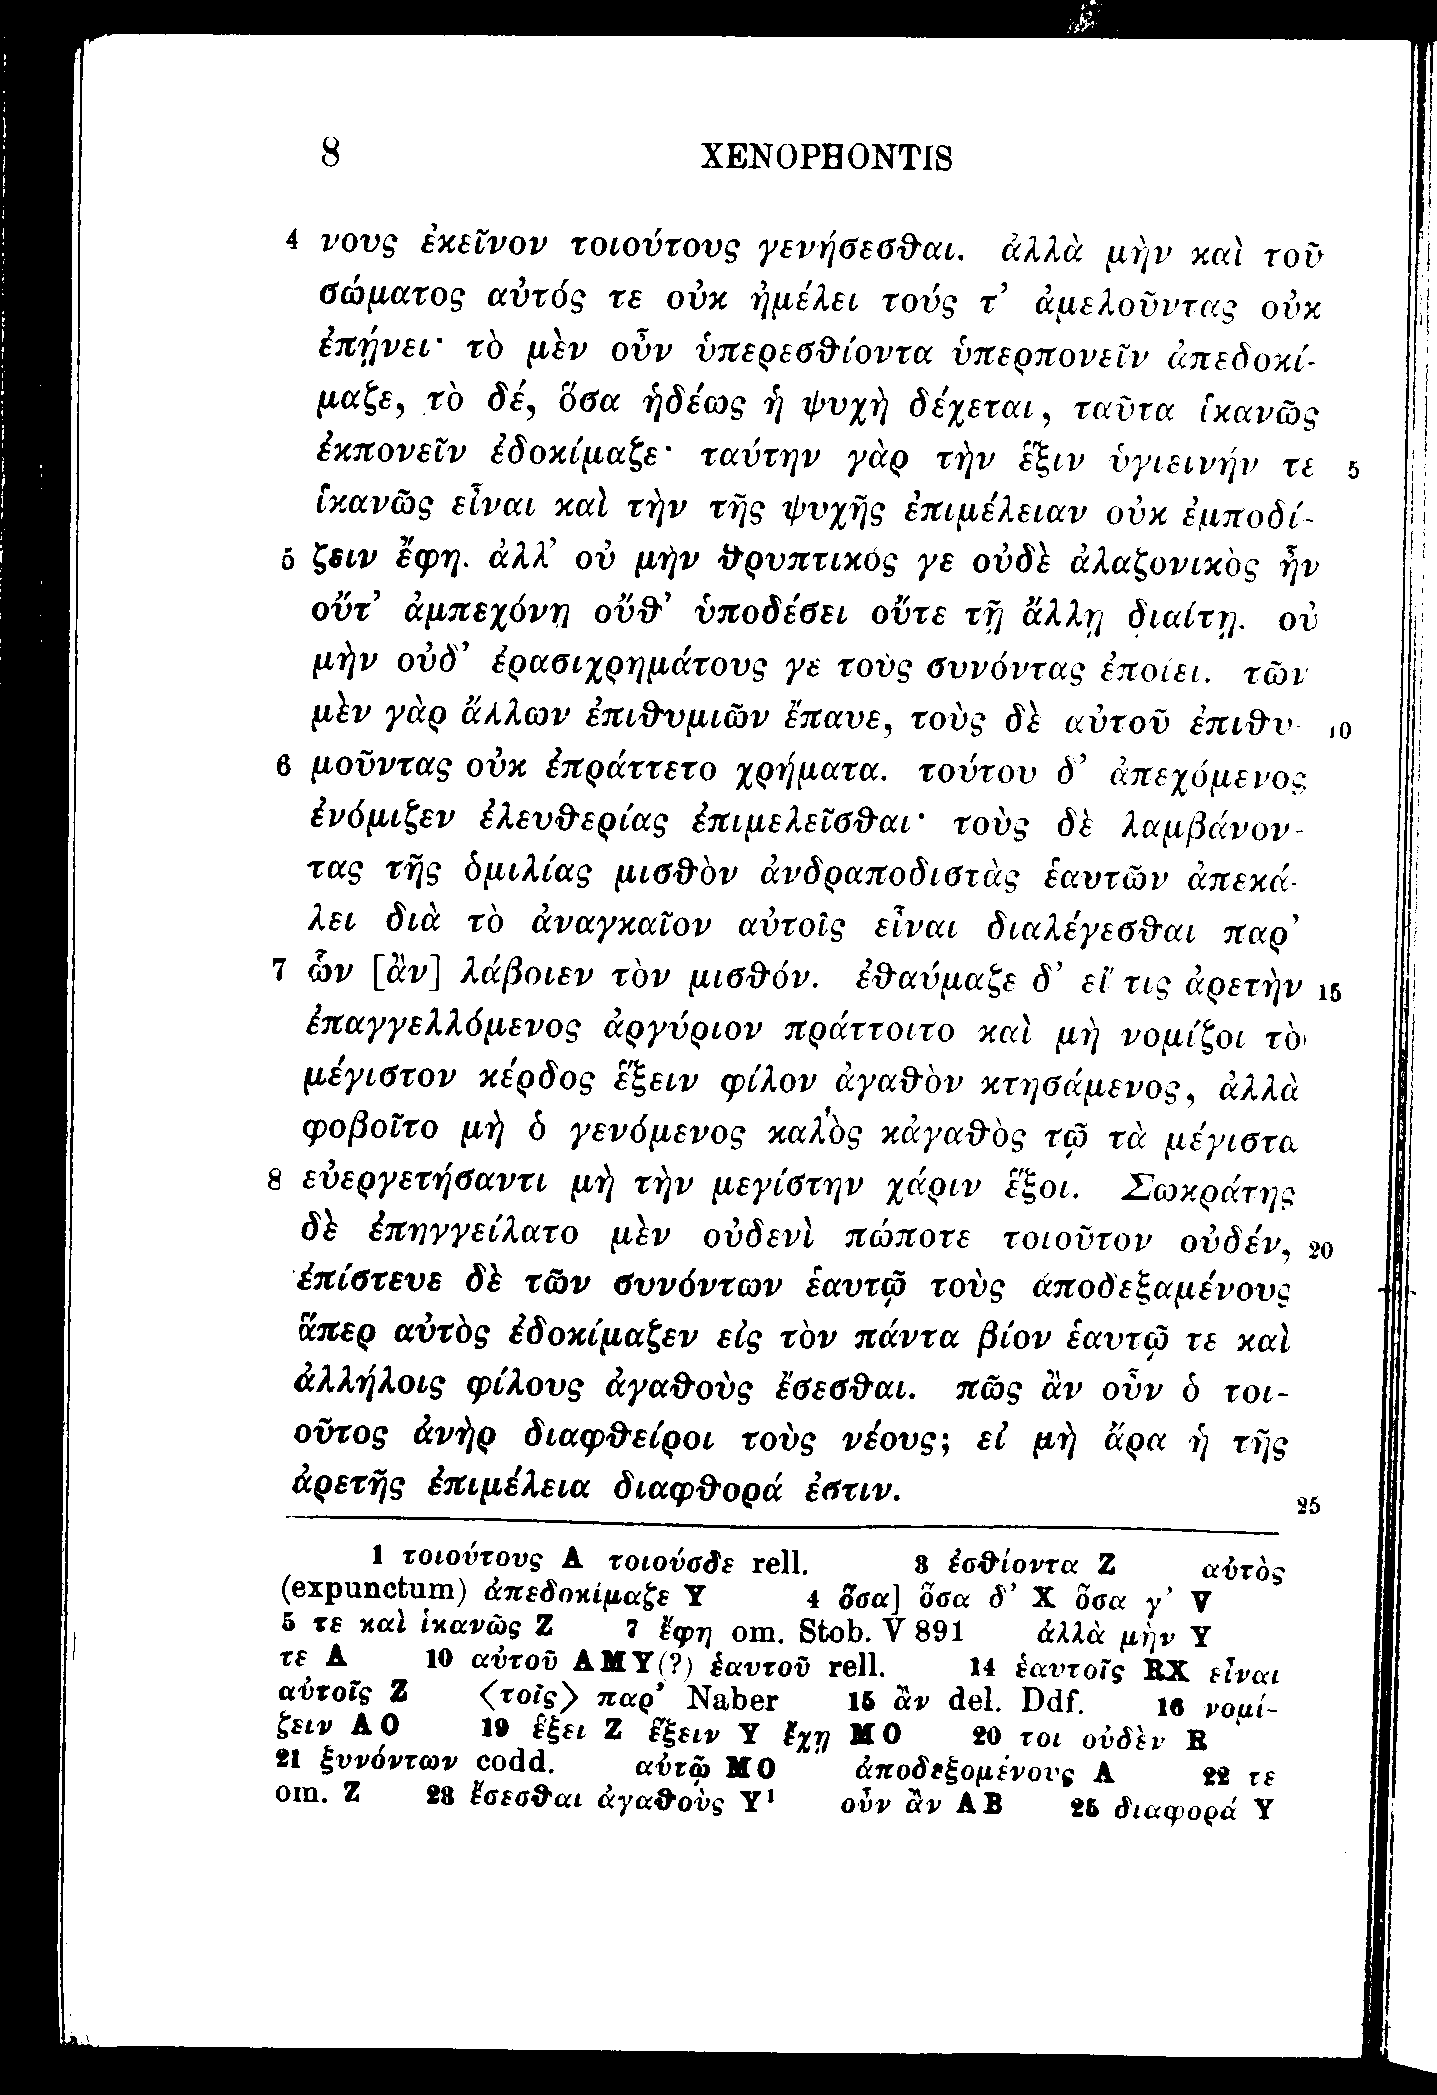 8 XENOPHONTIS
4 νους ἐκεῖνον τοιούτους γενήσεσθαι. ἀλλὰ μὴν καὶ τοῦ
σώματος αὐτός τε οὐκ ἠμέλει τούς τ’ ἀμελοῦντας οὐκ
ἐπῄνει· τὸ μὲν οὖν ὑπερεσθίοντα ὑπερπονεῖν ἀπεδοκί-
μαζε, τὸ δέ, ὅσα ἡδέως ἡ ψυχὴ δέχεται, ταῦτα ἱκανῶς
ἐκπονεῖν ἐδοκίμαζε· ταύτην γὰρ τὴν ἕξιν ὑγιεινήν τε 5
ἱκανῶς εἶναι καὶ τὴν τῆς ψυχῆς ἐπιμέλειαν οὐκ ἐμποδί-
5 ζειν ἔφη. ἀλλ’ οὐ μὴν θρυπτικός γε οὐδὲ ἀλαζονικὸς ἦν
οὔτ’ ἀμπεχόνῃ οὔθ’ ὑποδέσει οὔτε τῇ ἄλλῃ διαίτῃ. οὐ
μὴν οὐδ’ ἐρασιχρημάτους γε τοὺς συνόντας ἐποίει. τῶν
μὲν γὰρ ἄλλων ἐπιθυμιῶν ἔπαυε, τοὺς δὲ αὐτοῦ ἐπιθυ- 10
6 μοῦντας οὐκ ἐπράττετο χρήματα. τούτου δ’ ἀπεχόμενος
ἐνόμιζεν ἐλευθερίας ἐπιμελεῖσθαι· τοὺς δὲ λαμβάνον-
τας τῆς ὁμιλίας μισθὸν ἀνδραποδιστὰς ἑαυτῶν ἀπεκά-
λει διὰ τὸ ἀναγκαῖον αὐτοῖς εἶναι διαλέγεσθαι παρ’
7 ὧν [ἂν] λάβοιεν τὸν μισθόν. ἐθαύμαζε δ’ εἴ τις ἀρετὴν 15
ἐπαγγελλόμενος ἀργύριον πράττοιτο καὶ μὴ νομίζοι τὸ
μέγιστον κέρδος ἕξειν φίλον ἀγαθὸν κτησάμενος, ἀλλὰ
φοβοῖτο μὴ ὁ γενόμενος καλὸς κἀγαθὸς τῷ τὰ μέγιστα
8 εὐεργετήσαντι μὴ τὴν μεγίστην χάριν ἕξοι. Σωκράτης
δὲ ἐπηγγείλατο μὲν οὐδενὶ πώποτε τοιοῦτον οὐδέν, 20
ἐπίστευε δὲ τῶν συνόντων ἑαυτῷ τοὺς ἀποδεξαμένους
ἅπερ αὐτὸς ἐδοκίμαζεν εἰς τὸν πάντα βίον ἑαυτῷ τε καὶ
ἀλλήλοις φίλους ἀγαθοὺς ἔσεσθαι. πῶς ἂν οὖν ὁ τοι-
οῦτος ἀνὴρ διαφθείροι τοὺς νέους; εἰ μὴ ἄρα ἡ τῆς
ἀρετῆς ἐπιμέλεια διαφθορά ἐστιν. 25
1 τοιούτους A τοιούσδε rell. 3 ἐσθίοντα Z αὐτὸς
(expunctum) ἀπεδοκίμαζε Y 4 ὅσα] ὅσα δ’ X ὅσα γ’ V
5 τε καὶ ἱκανῶς Z 7 ἔφη om. Stob. V 891 ἀλλὰ μὴν Y
τε A 10 αὐτοῦ AMY(?) ἑαυτοῦ rell. 14 ἑαυτοῖς RX εἶναι
αὐτοῖς Z ⟨τοῖς⟩ παρ’ Naber 15 ἂν del. Ddf. 16 νομί-
ζειν AO 19 ἕξει Z ἕξειν Y ἔχῃ MO 20 τοι οὐδὲν R
21 ξυνόντων codd. αὐτῷ MO ἀποδεξομένους A 22 τε
om. Z 23 ἔσεσθαι ἀγαθοὺς Y¹ οὖν ἂν AB 25 διαφορά Y